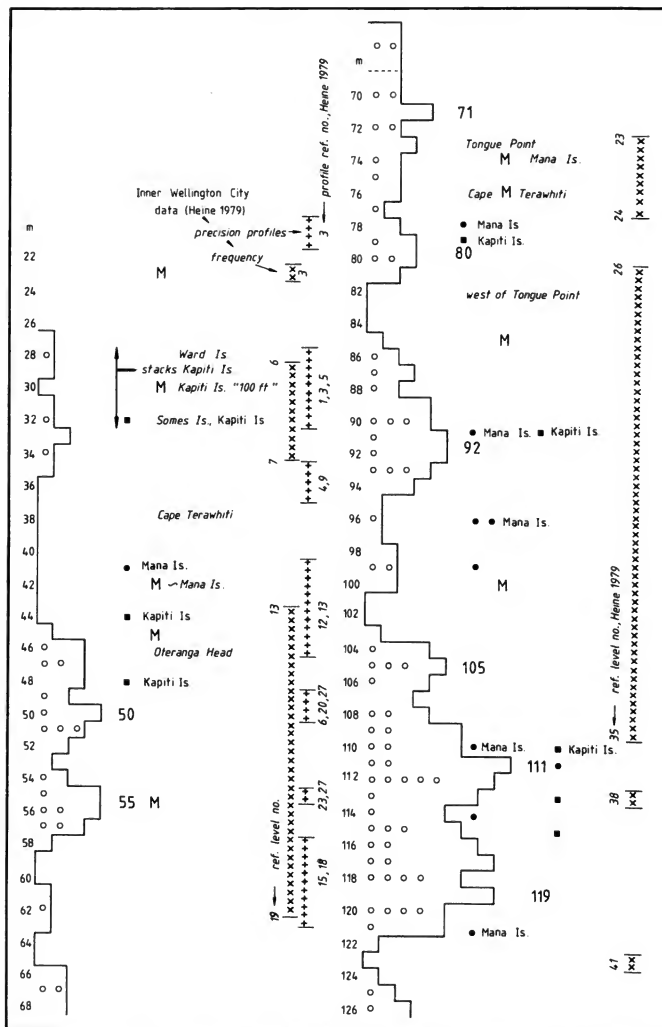 m
22
24
26
28
30
32
34
36
38
40
42
44
46
48
50
52
54
56
58
60
62
64
66
68
Inner Wellington City
data (Heine 1979)
precision profiles
frequency
M
Ward Is
stacks Kapiti Is.
M Kapiti Is. "100 ft"
Somes Is., Kapiti Is
Cape Terawhiti
Mana Is.
M ~ Mana Is.
Kapiti Is
M
Oteranga Head
Kapiti Is
50
55 M
profile ref. no., Heine 1979
3
3
6
1,3,5
7
4,9
13
12, 13
6,20,27
23,27
15, 18
19
ref. level no.
m
70
72
74
76
78
80
82
84
86
88
90
92
94
96
98
100
102
104
106
108
110
112
114
116
118
120
122
124
126
71
Tongue Point
M Mana Is.
Cape M Terawhiti
Mana Is
Kapiti Is.
80
west of Tongue Point
M
Mana Is. Kapiti Is.
92
Mana Is.
M
105
Mana Is. Kapiti Is.
111
119
Mana Is.
23
24
26
35
ref. level no., Heine 1979
38
41